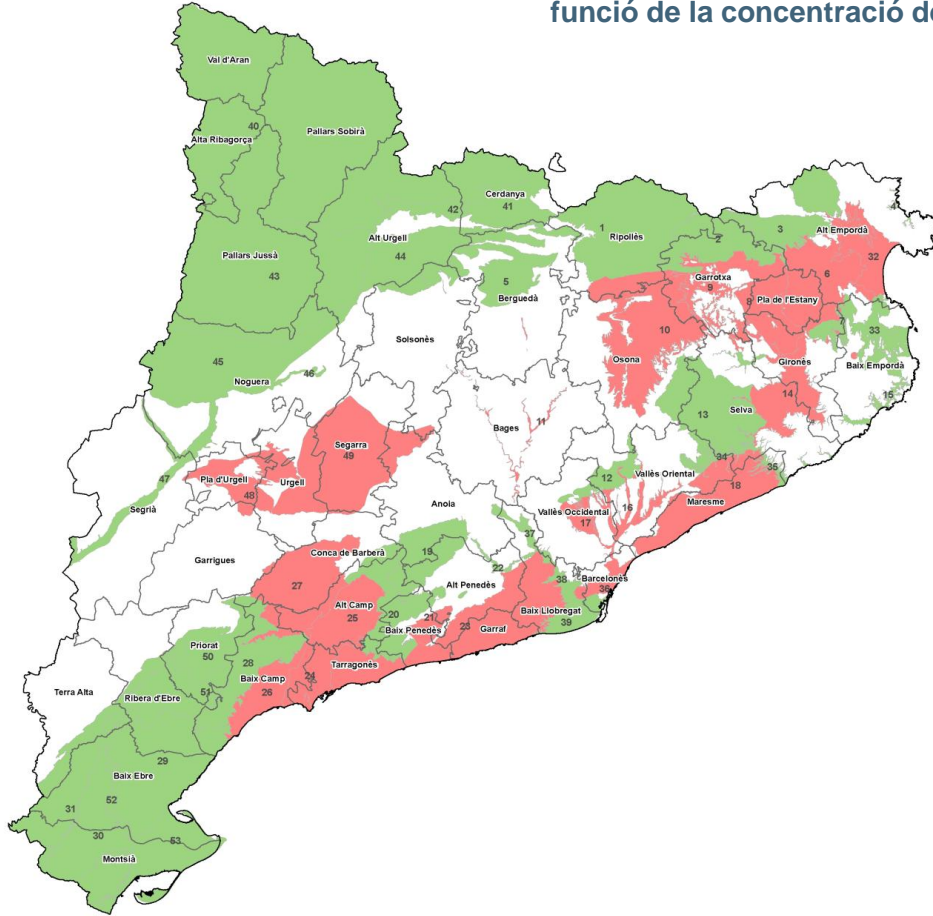 funció de la concentració de
Val d'Aran
40
Alta Ribagorça
Pallars Sobirà
Cerdanya
41
42
4
Alt Urgell
44
1
Ripollès
2
3
Alt Empordà
32
Pallars Jussà
43
5
Berguedà
Garrotxa
9
8
Pla de l'Estany
6
10
7
33
Solsonès
Osona
Gironès
Baix Empordà
45
Noguera
46
13
Selva
14
15
Bages
11
Segarra
49
34
35
47
Pla d'Urgell
48
Urgell
12
Vallès Oriental
18
Maresme
Segrià
Anoia
Vallès Occidental
17
16
Garrigues
Conca de Barberà
19
37
22
27
Alt Penedès
38
Barcelonès
36
Alt Camp
25
20
21
Baix Penedès
23
Garraf
Baix Llobregat
39
Priorat
50
28
Tarragonès
24
Baix Camp
26
Terra Alta
Ribera d'Ebre
51
29
Baix Ebre
52
31
30
53
Montsià